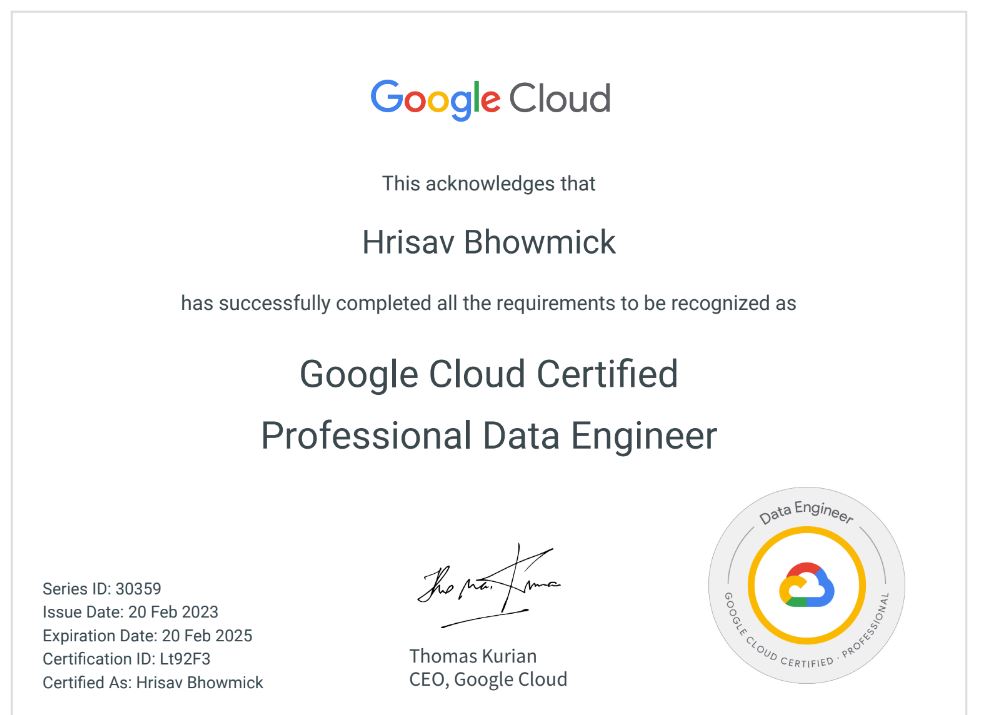 Google Cloud
This acknowledges that
Hrisav Bhowmick
has successfully completed all the requirements to be recognized as
Google Cloud Certified
Professional Data Engineer
Series ID: 30359
Issue Date: 20 Feb 2023
Expiration Date: 20 Feb 2025
Certification ID: Lt92F3
Certified As: Hrisav Bhowmick
Thomas Kurian
CEO, Google Cloud
Data Engineer
GOOGLE CLOUD CERTIFIED · PROFESSIONAL